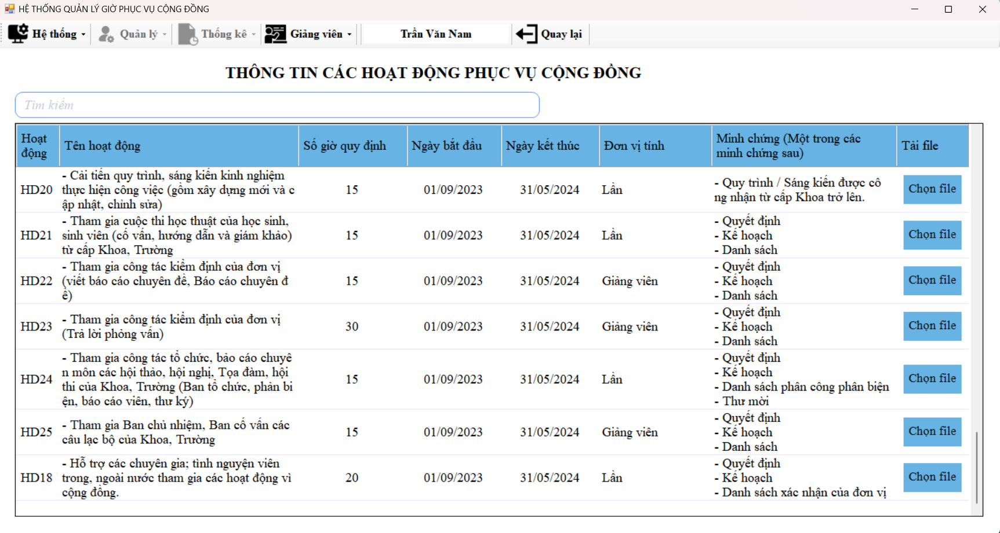 HỆ THỐNG QUẢN LÝ GIỜ PHỤC VỤ CỘNG ĐỒNG
Hệ thống
Quản lý
Thống kê
Giảng viên
Trần Văn Nam
Quay lại
THÔNG TIN CÁC HOẠT ĐỘNG PHỤC VỤ CỘNG ĐỒNG
Tìm kiếm
Hoạt
động
Tên hoạt động
Số giờ quy định
Ngày bắt đầu
Ngày kết thúc
Đơn vị tính
Minh chứng (Một trong các
minh chứng sau)
Tải file
HD20
- Cải tiến quy trình, sáng kiến kinh nghiệm
thực hiện công việc (gồm xây dựng mới và c
ập nhật, chỉnh sửa)
15
01/09/2023
31/05/2024
Lần
- Quy trình / Sáng kiến được cô
ng nhận từ cấp Khoa trở lên.
Chọn file
HD21
- Tham gia cuộc thi học thuật của học sinh,
sinh viên (cố vấn, hướng dẫn và giám khảo)
từ cấp Khoa, Trường
15
01/09/2023
31/05/2024
Lần
- Quyết định
- Kế hoạch
- Danh sách
Chọn file
HD22
- Tham gia công tác kiểm định của đơn vị
(viết báo cáo chuyên đề, Báo cáo chuyên đ
ề)
15
01/09/2023
31/05/2024
Giảng viên
- Quyết định
- Kế hoạch
- Danh sách
Chọn file
HD23
- Tham gia công tác kiểm định của đơn vị
(Trả lời phỏng vấn)
30
01/09/2023
31/05/2024
Giảng viên
- Quyết định
- Kế hoạch
- Danh sách
Chọn file
HD24
- Tham gia công tác tổ chức, bảo cáo chuyê
n môn các hội thảo, hội nghị, Tọa đàm, hội
thi của Khoa, Trường (Ban tổ chức, phản bi
ện, báo cáo viên, thư ký)
15
01/09/2023
31/05/2024
Lần
- Quyết định
- Kế hoạch
- Danh sách phân công phân biện
- Thư mời
Chọn file
HD25
- Tham gia Ban chủ nhiệm, Ban cố vấn các
câu lạc bộ của Khoa, Trường
15
01/09/2023
31/05/2024
Giảng viên
- Quyết định
- Kế hoạch
- Danh sách
Chọn file
HD18
- Hỗ trợ các chuyên gia; tình nguyện viên
trong, ngoài nước tham gia các hoạt động vì
cộng đồng.
20
01/09/2023
31/05/2024
Lần
- Quyết định
- Kế hoạch
- Danh sách xác nhận của đơn vị
Chọn file